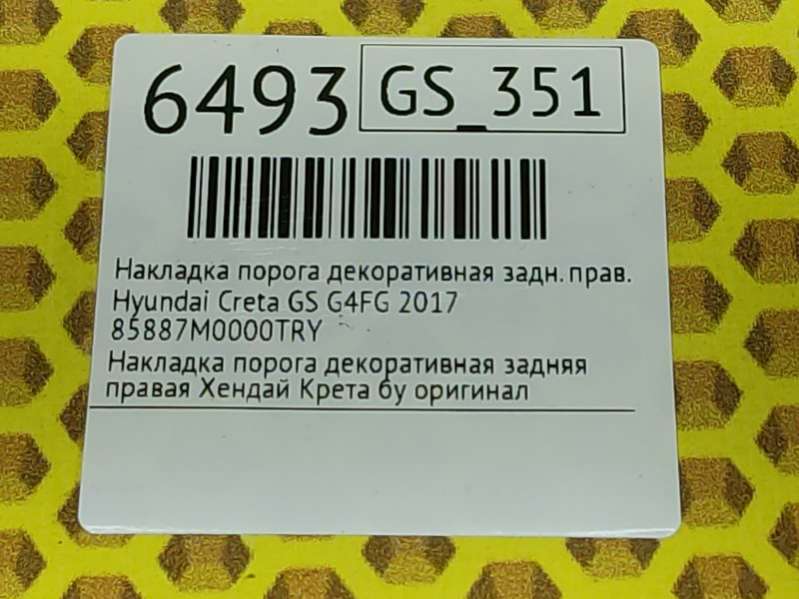 6493 GS_351
Накладка порога декоративная задн. прав.
Hyundai Creta GS G4FG 2017
85887M0000TRY
Накладка порога декоративная задняя
правая Хендай Крета бу оригинал